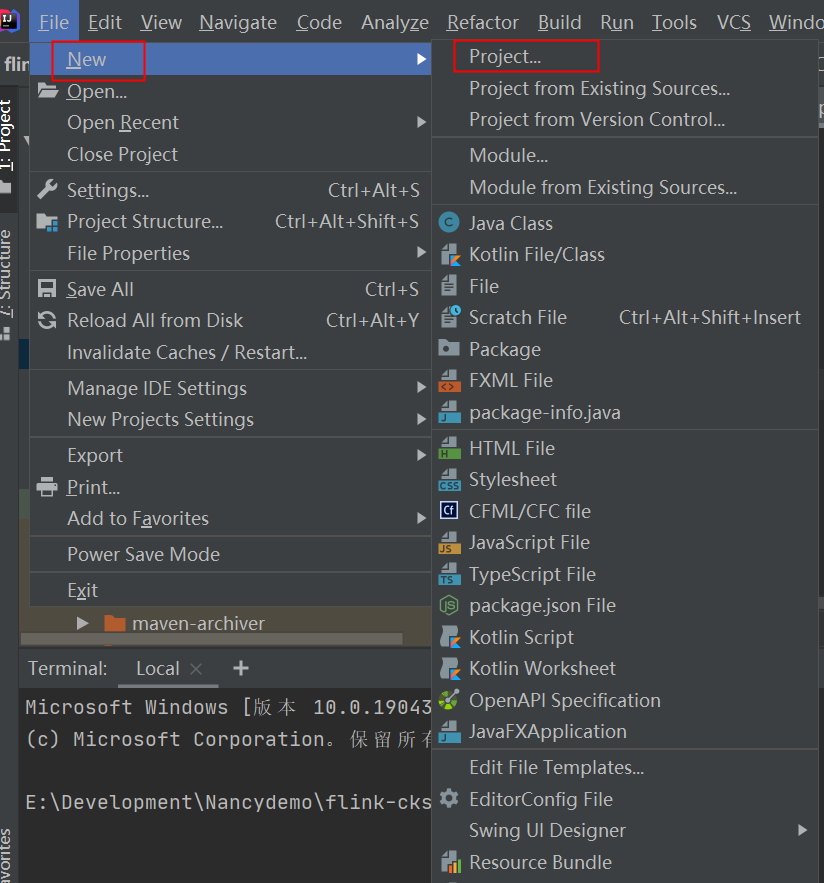 File Edit View Navigate Code Analyze Refactor Build Run Tools VCS
New
Open...
Open Recent
Close Project
Settings... Ctrl+Alt+S
Project Structure... Ctrl+Alt+Shift+S
File Properties
Save All Ctrl+S
Reload All from Disk Ctrl+Alt+Y
Invalidate Caches / Restart...
Manage IDE Settings
New Projects Settings
Export
Print...
Add to Favorites
Power Save Mode
Exit
Project...
Project from Existing Sources...
Project from Version Control...
Module...
Module from Existing Sources...
Java Class
Kotlin File/Class
File
Scratch File Ctrl+Alt+Shift+Insert
Package
FXML File
package-info.java
HTML File
Stylesheet
CFML/CFC file
JavaScript File
TypeScript File
package.json File
Kotlin Script
Kotlin Worksheet
OpenAPI Specification
JavaFXApplication
Edit File Templates...
EditorConfig File
Swing UI Designer
Resource Bundle
1: Project
7: Structure
maven-archiver
Terminal: Local
Microsoft Windows [版本 10.0.19043
(c) Microsoft Corporation。保留所有
E:\Development\Nancydemo\flink-cks